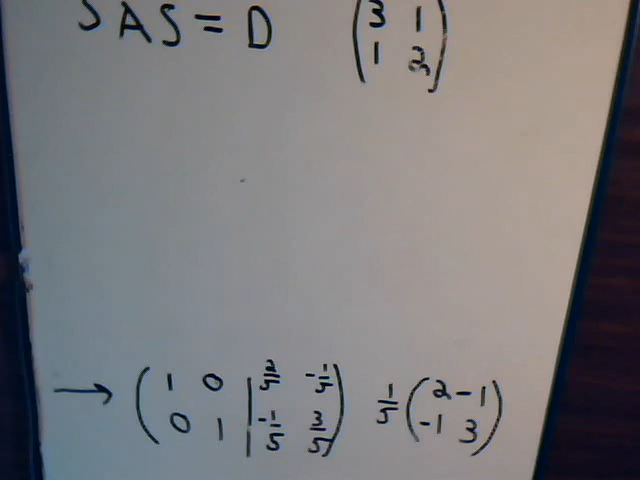 SAS = D (3 1
1 2)
→ (1 0 | 2/5 -1/5
0 1 | -1/5 3/5) 1/5 (2 -1
-1 3)